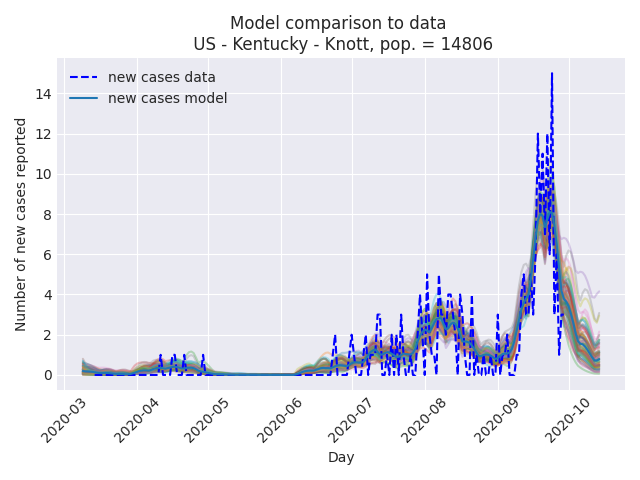 Model comparison to data
US - Kentucky - Knott, pop. = 14806
new cases data
new cases model
Number of new cases reported
14
12
10
8
6
4
2
0
2020-03
2020-04
2020-05
2020-06
2020-07
2020-08
2020-09
2020-10
Day